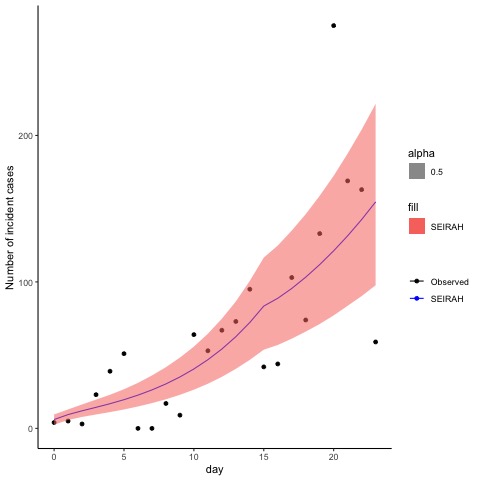 Number of incident cases
200
100
0
0
5
10
15
20
day
alpha
0.5
fill
SEIRAH
Observed
SEIRAH